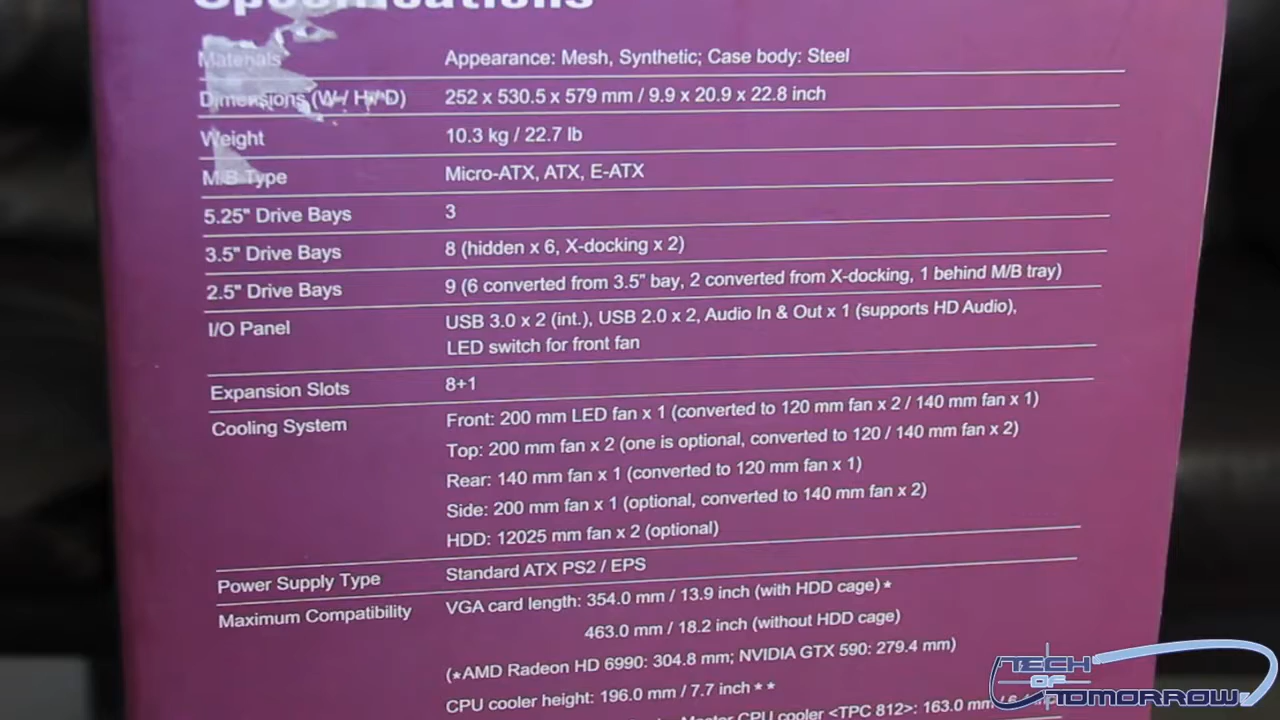 Specifications
Materials Appearance: Mesh, Synthetic; Case body: Steel
Dimensions (W / H / D) 252 x 530.5 x 579 mm / 9.9 x 20.9 x 22.8 inch
Weight 10.3 kg / 22.7 lb
M/B Type Micro-ATX, ATX, E-ATX
5.25" Drive Bays 3
3.5" Drive Bays 8 (hidden x 6, X-docking x 2)
2.5" Drive Bays 9 (6 converted from 3.5" bay, 2 converted from X-docking, 1 behind M/B tray)
I/O Panel USB 3.0 x 2 (int.), USB 2.0 x 2, Audio In & Out x 1 (supports HD Audio),
LED switch for front fan
Expansion Slots 8+1
Cooling System Front: 200 mm LED fan x 1 (converted to 120 mm fan x 2 / 140 mm fan x 1)
Top: 200 mm fan x 2 (one is optional, converted to 120 / 140 mm fan x 2)
Rear: 140 mm fan x 1 (converted to 120 mm fan x 1)
Side: 200 mm fan x 1 (optional, converted to 140 mm fan x 2)
HDD: 12025 mm fan x 2 (optional)
Power Supply Type Standard ATX PS2 / EPS
Maximum Compatibility VGA card length: 354.0 mm / 13.9 inch (with HDD cage)*
463.0 mm / 18.2 inch (without HDD cage)
(*AMD Radeon HD 6990: 304.8 mm; NVIDIA GTX 590: 279.4 mm)
CPU cooler height: 196.0 mm / 7.7 inch **
Master CPU cooler <TPC 812>: 163.0 mm /
TECH
OF
TOMORROW